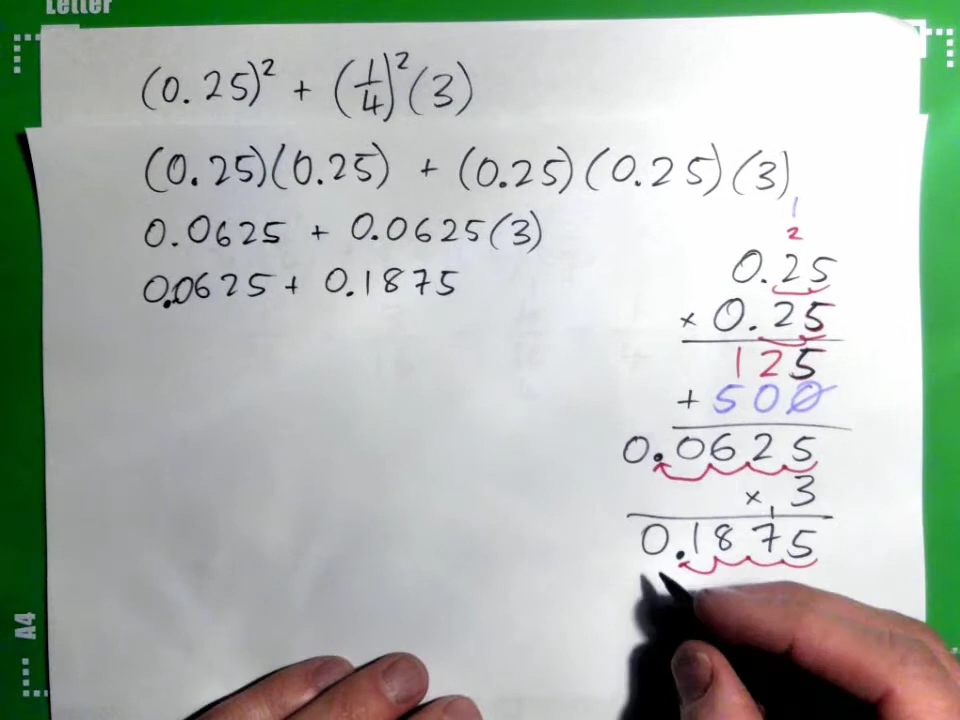 Letter
(0.25)² + (1/4)²(3)
(0.25)(0.25) + (0.25)(0.25)(3)
0.0625 + 0.0625(3)
0.0625 + 0.1875
1
2
0.25
× 0.25
125
+ 500
0.0625
× 3
1
0.1875
A4